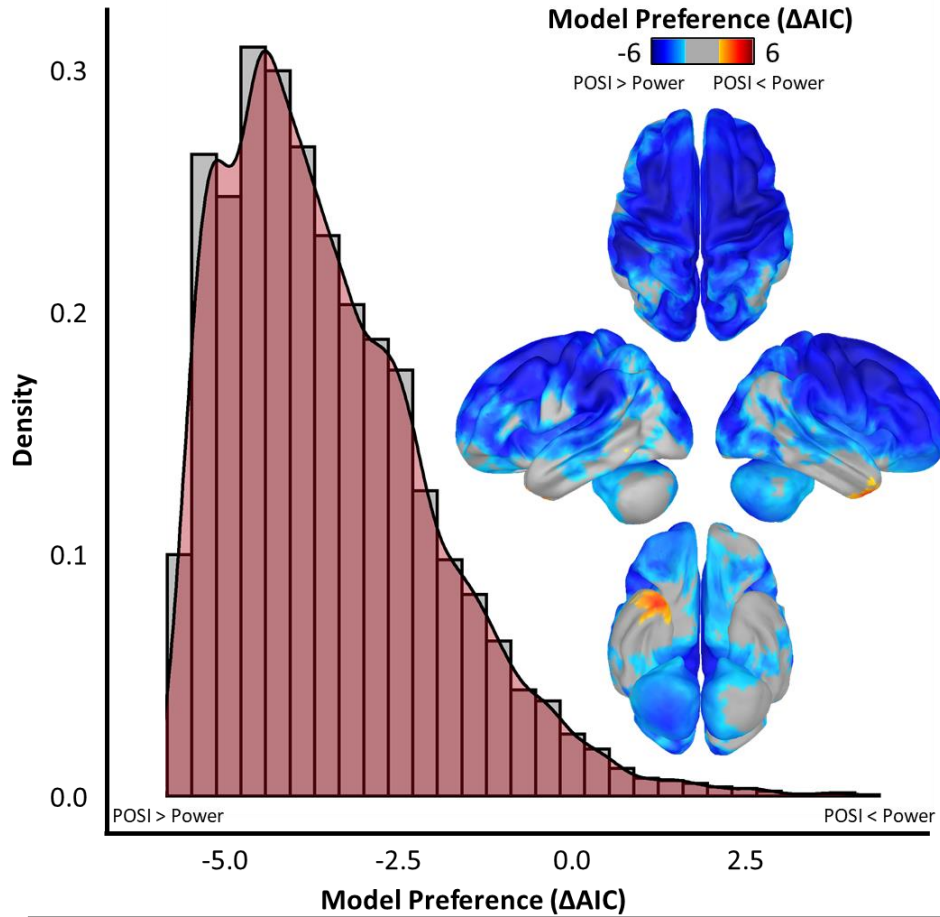 Model Preference (ΔAIC)
-6 6
POSI > Power POSI < Power
0.3
0.2
0.1
0.0
Density
POSI > Power POSI < Power
-5.0 -2.5 0.0 2.5
Model Preference (ΔAIC)